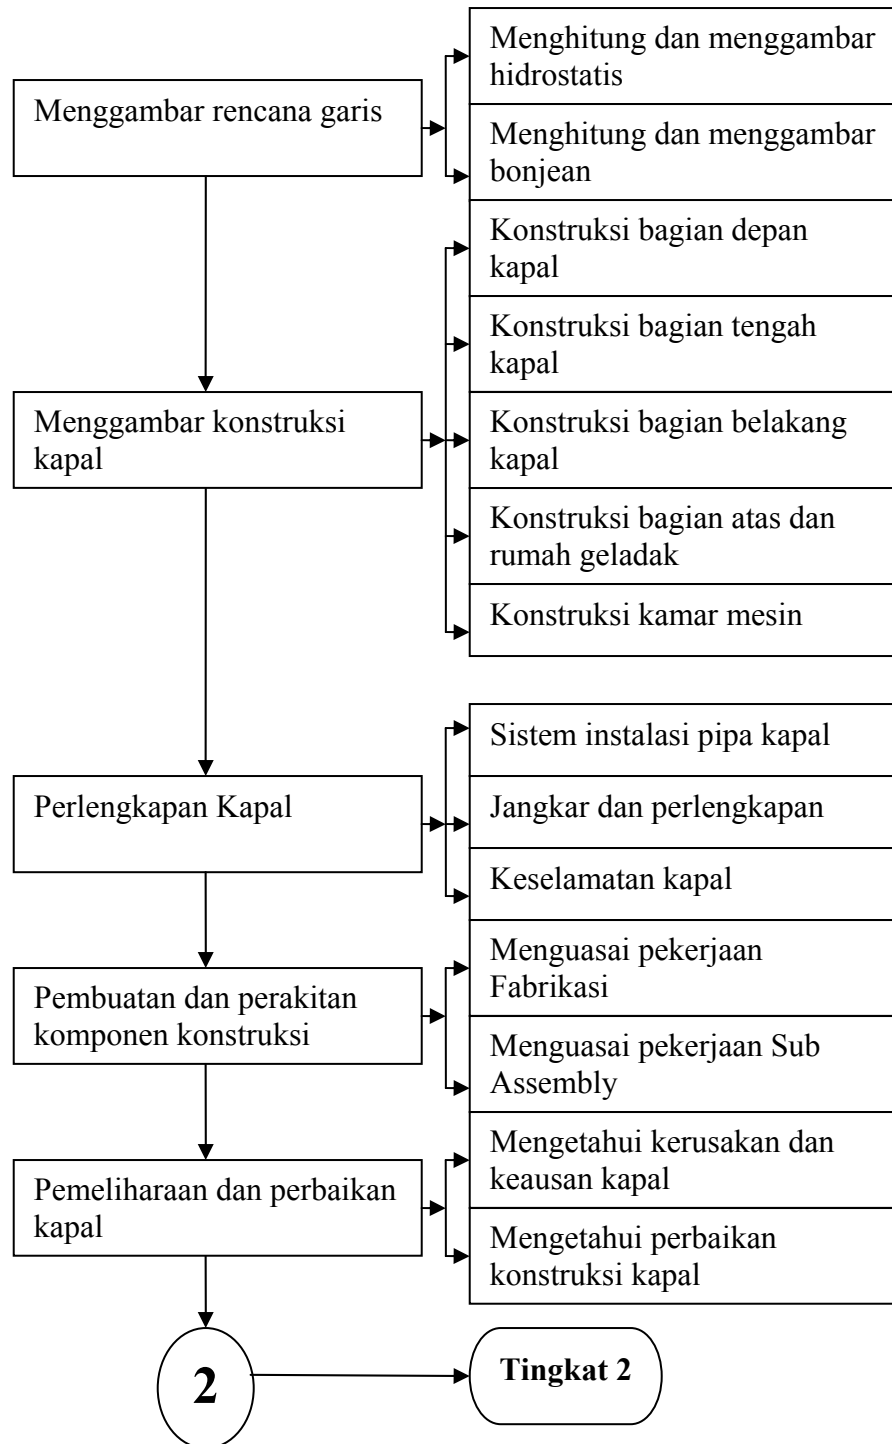 Menggambar rencana garis
Menghitung dan menggambar
hidrostatis
Menghitung dan menggambar
bonjean
Menggambar konstruksi
kapal
Konstruksi bagian depan
kapal
Konstruksi bagian tengah
kapal
Konstruksi bagian belakang
kapal
Konstruksi bagian atas dan
rumah geladak
Konstruksi kamar mesin
Perlengkapan Kapal
Sistem instalasi pipa kapal
Jangkar dan perlengkapan
Keselamatan kapal
Pembuatan dan perakitan
komponen konstruksi
Menguasai pekerjaan
Fabrikasi
Menguasai pekerjaan Sub
Assembly
Pemeliharaan dan perbaikan
kapal
Mengetahui kerusakan dan
keausan kapal
Mengetahui perbaikan
konstruksi kapal
2
Tingkat 2